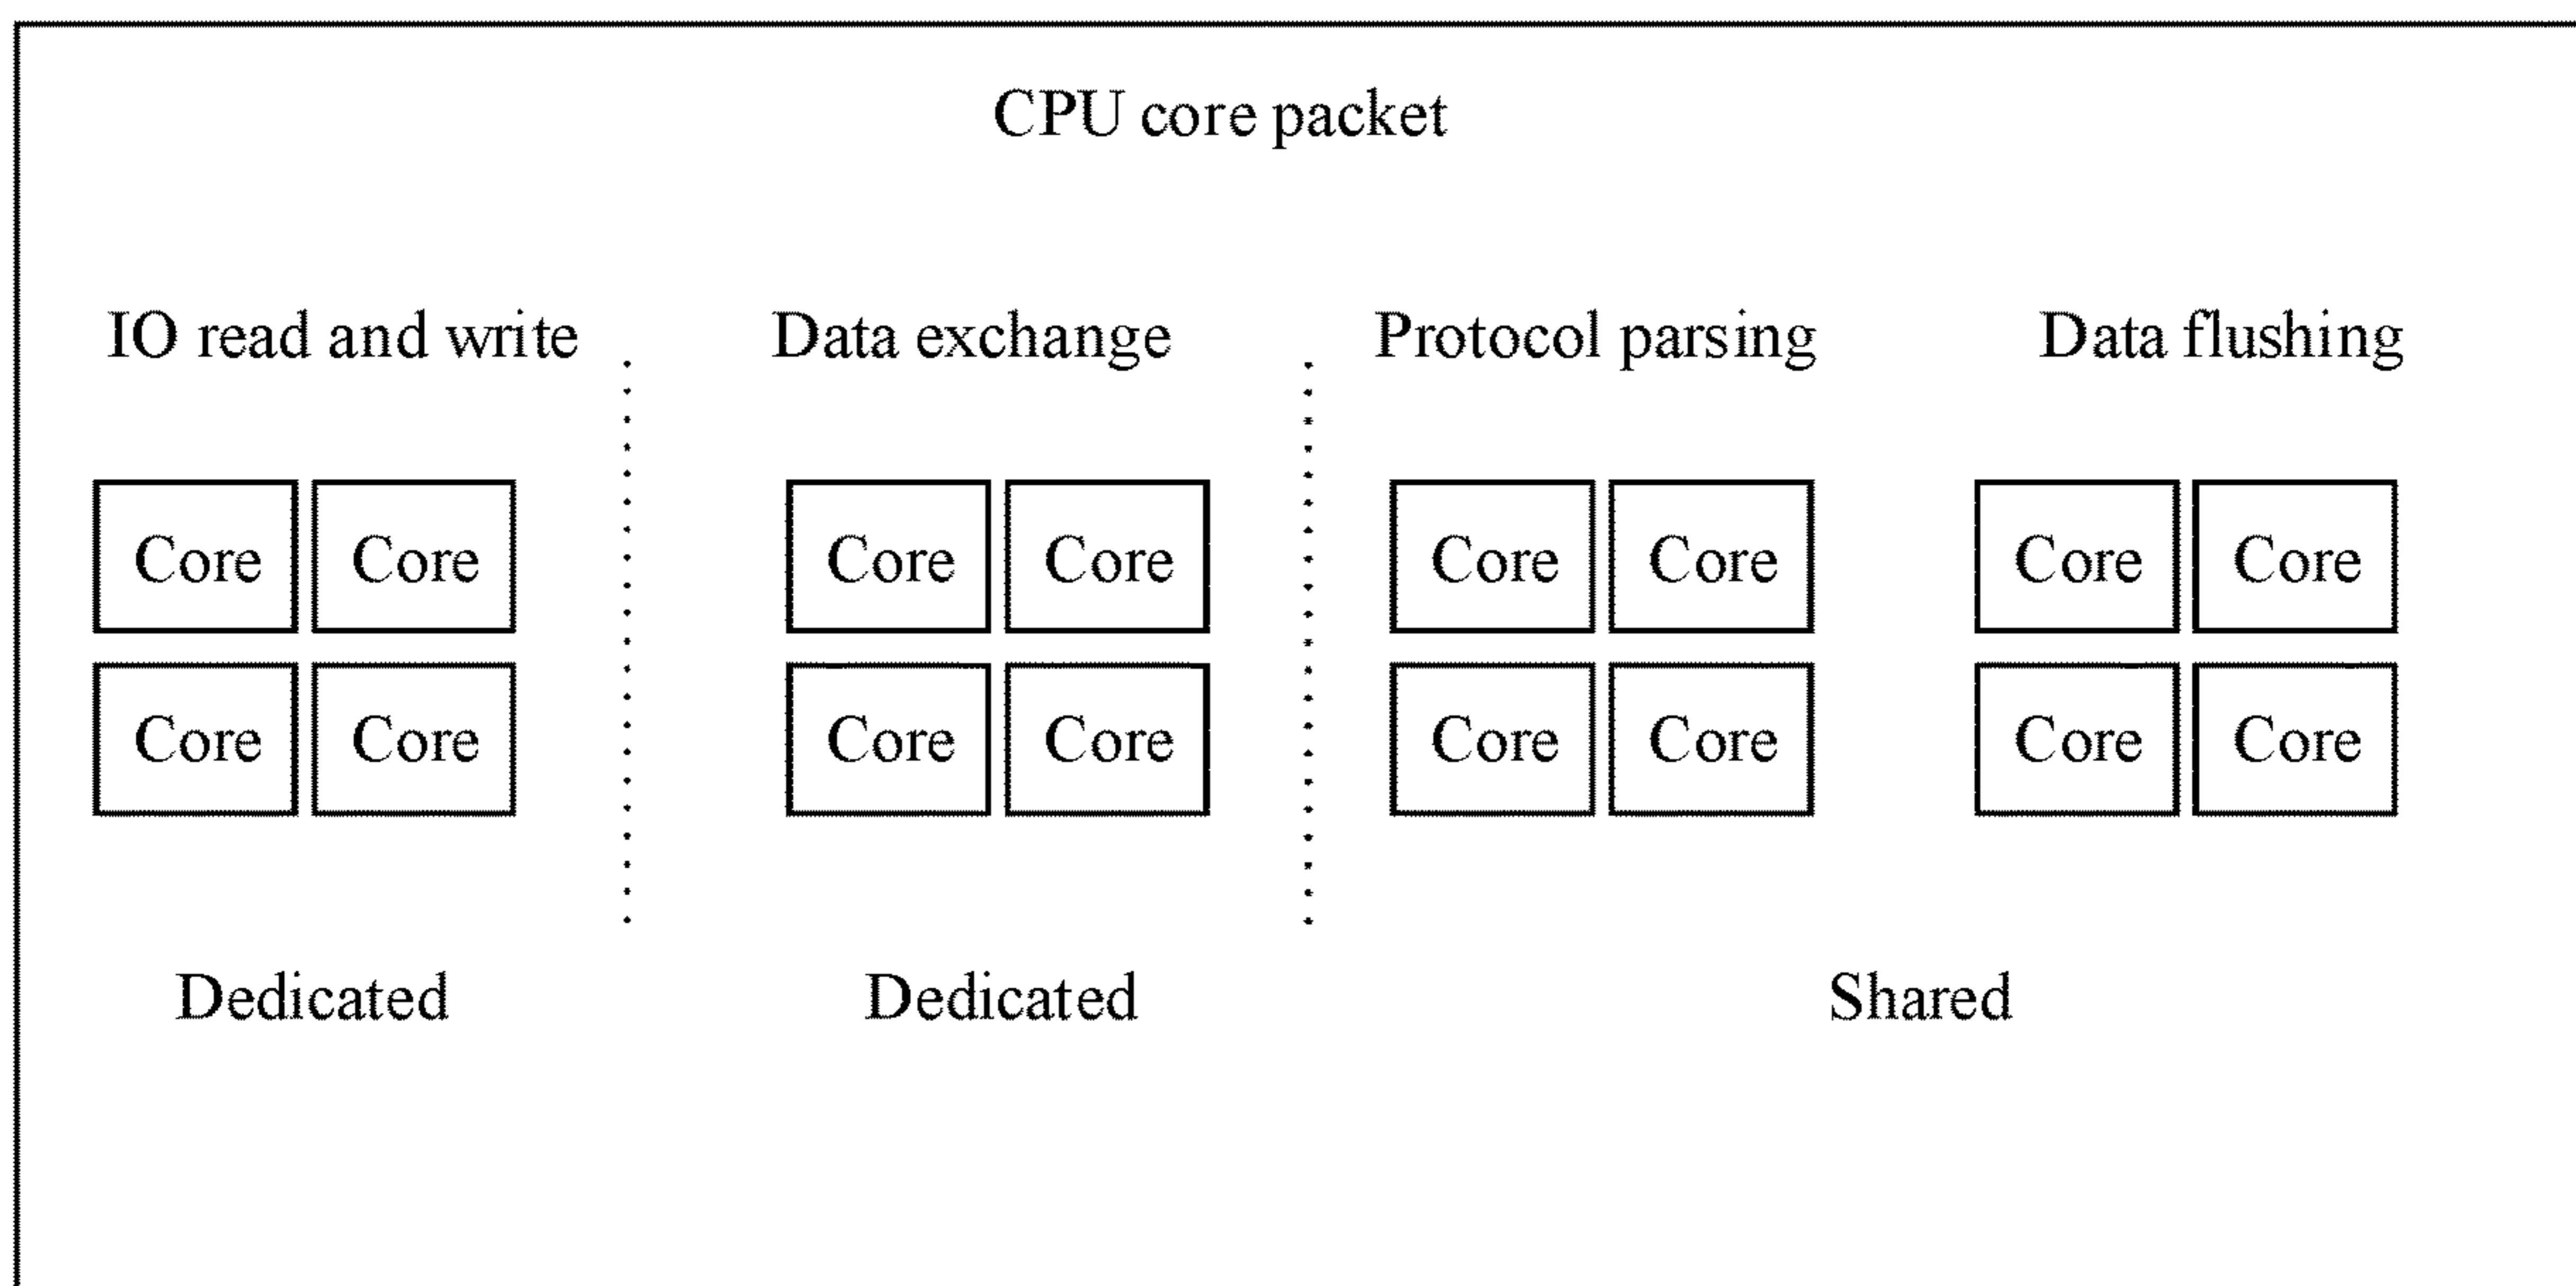 CPU core packet
IO read and write Data exchange Protocol parsing Data flushing
Core Core Core Core Core Core Core Core
Core Core Core Core Core Core Core Core
Dedicated Dedicated Shared